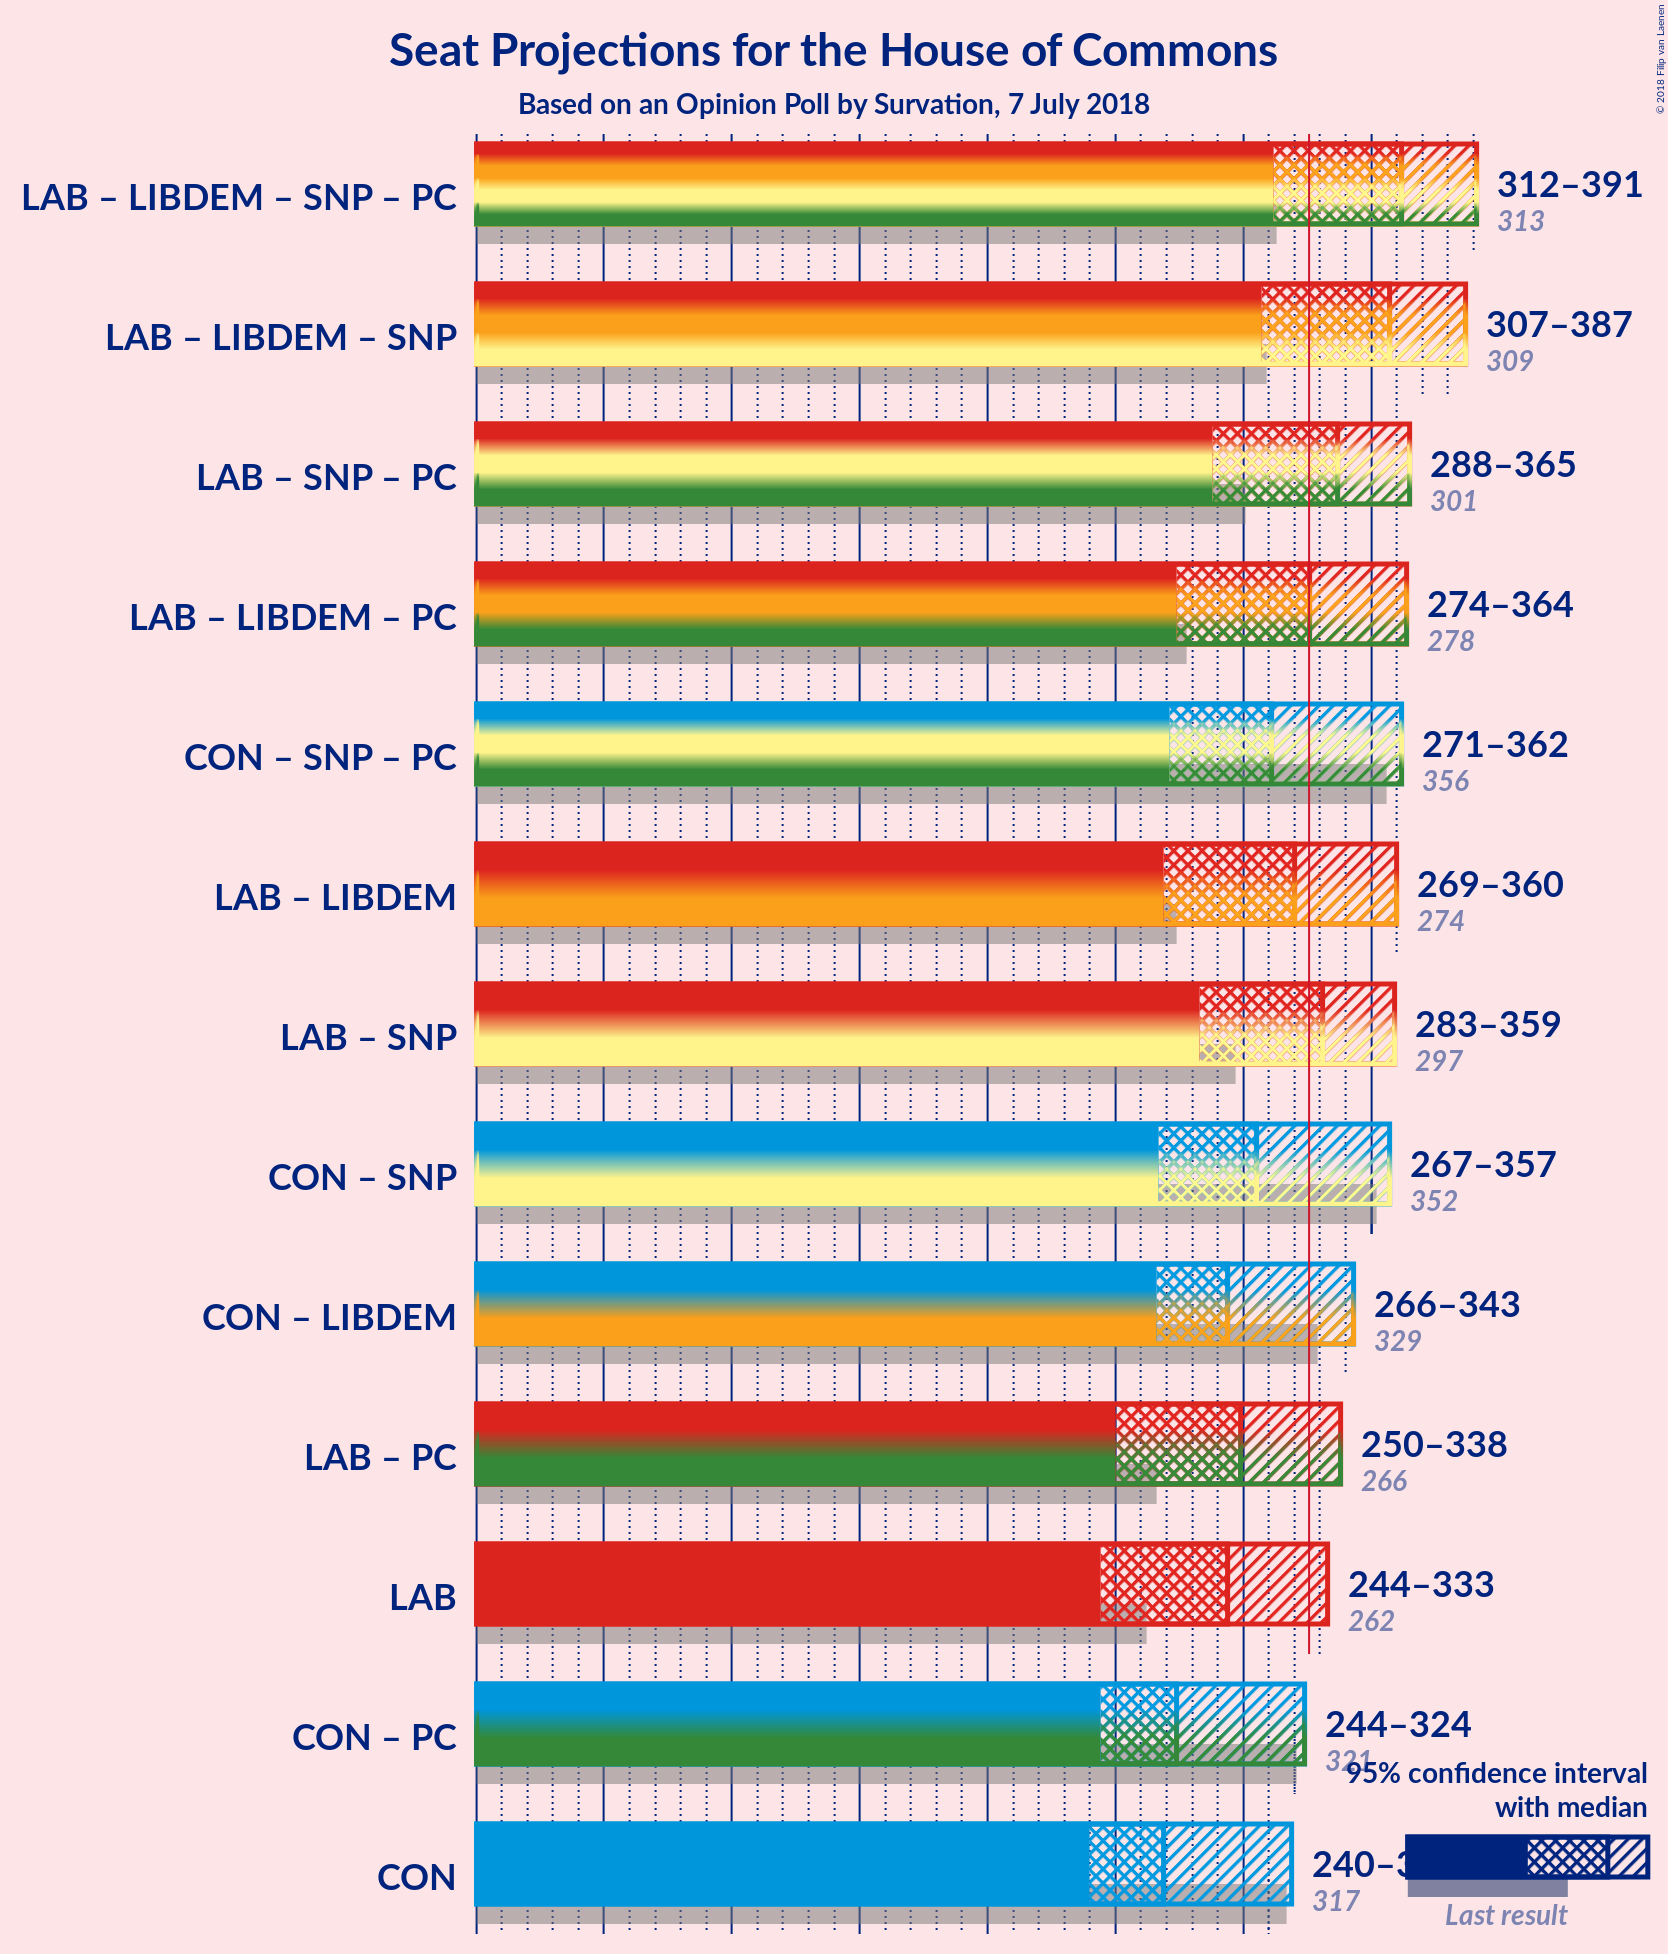 © 2018 Filip van Laenen
Seat Projections for the House of Commons
Based on an Opinion Poll by Survation, 7 July 2018
LAB – LIBDEM – SNP – PC
312–391
313
LAB – LIBDEM – SNP
307–387
309
LAB – SNP – PC
288–365
301
LAB – LIBDEM – PC
274–364
278
CON – SNP – PC
271–362
356
LAB – LIBDEM
269–360
274
LAB – SNP
283–359
297
CON – SNP
267–357
352
CON – LIBDEM
266–343
329
LAB – PC
250–338
266
LAB
244–333
262
CON – PC
244–324
321
95% confidence interval
with median
CON
240–
317
Last result